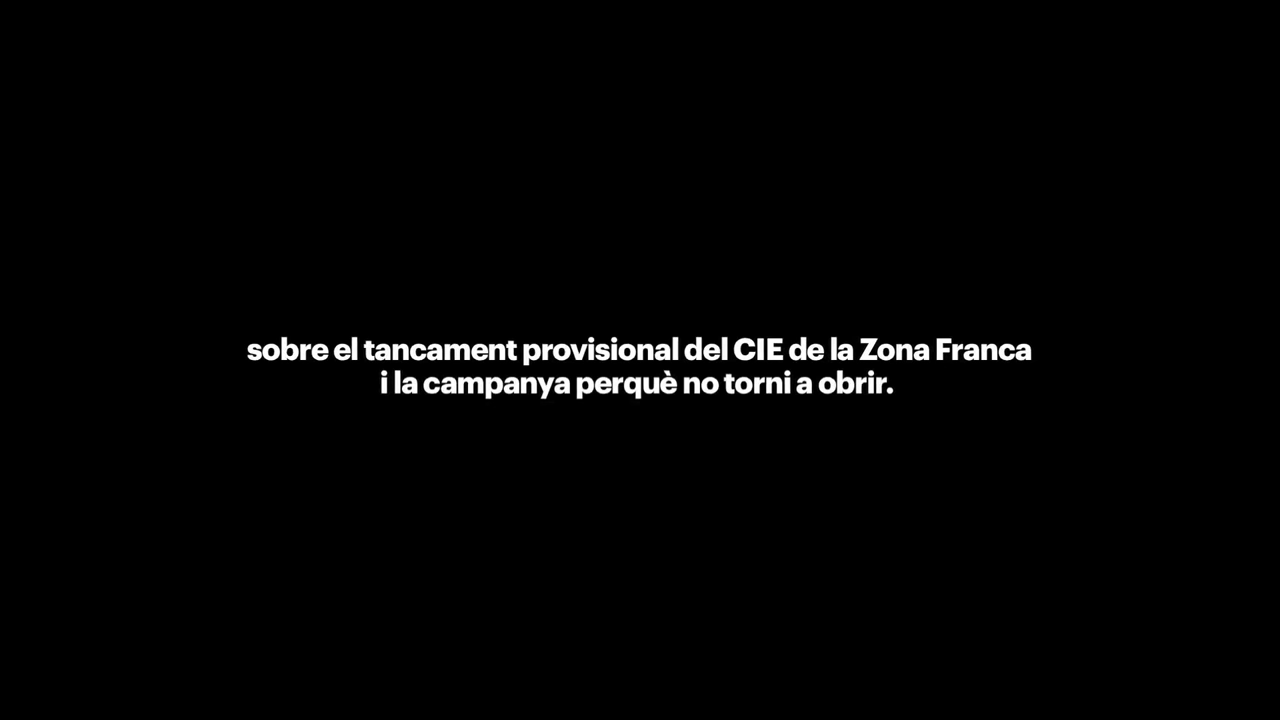 sobre el tancament provisional del CIE de la Zona Franca
i la campanya perquè no torni a obrir.